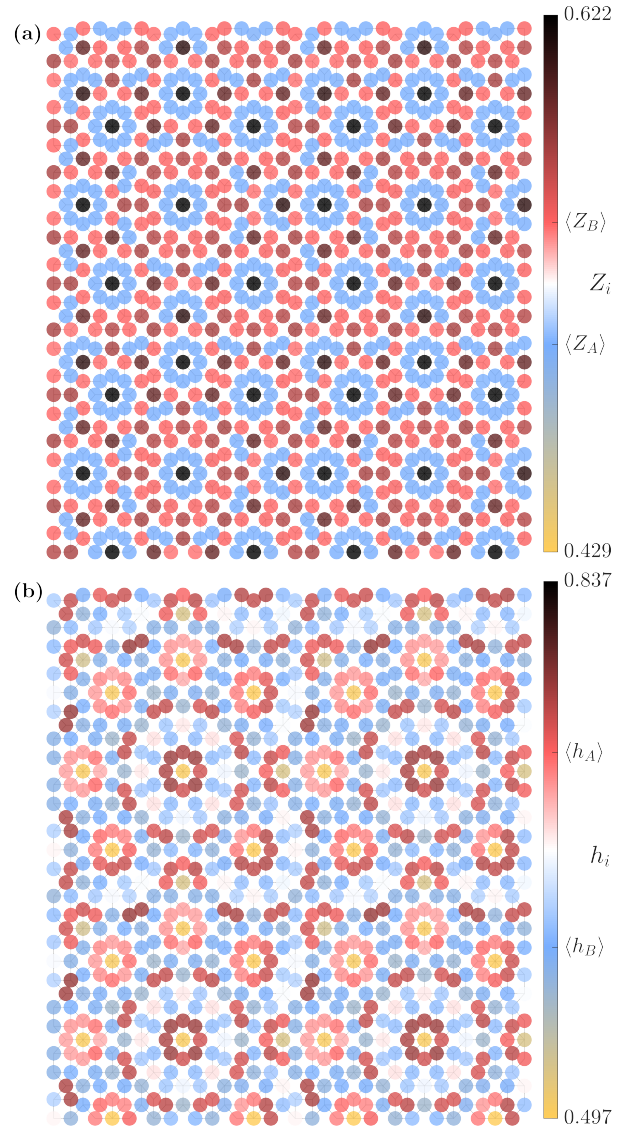 (a)
0.622
⟨Z_B⟩
Z_i
⟨Z_A⟩
0.429
(b)
0.837
⟨h_A⟩
h_i
⟨h_B⟩
0.497